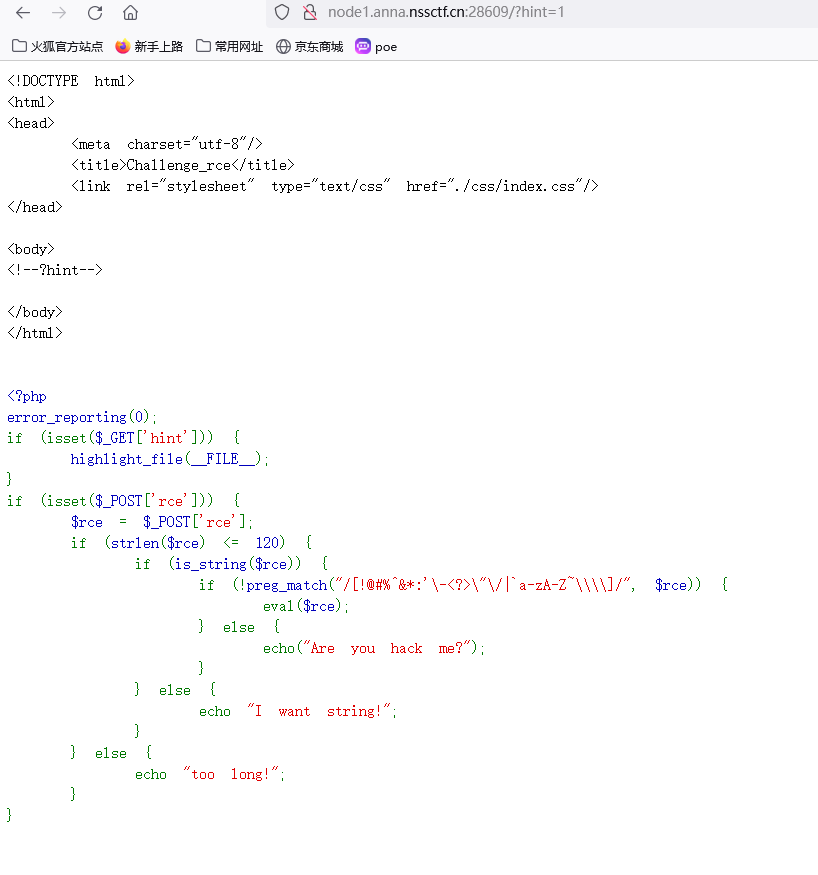 node1.anna.nssctf.cn:28609/?hint=1
火狐官方站点 新手上路 常用网址 京东商城 poe
<!DOCTYPE html>
<html>
<head>
<meta charset="utf-8"/>
<title>Challenge_rce</title>
<link rel="stylesheet" type="text/css" href="./css/index.css"/>
</head>
<body>
<!--?hint-->
</body>
</html>
<?php
error_reporting(0);
if (isset($_GET['hint'])) {
highlight_file(__FILE__);
}
if (isset($_POST['rce'])) {
$rce = $_POST['rce'];
if (strlen($rce) <= 120) {
if (is_string($rce)) {
if (!preg_match("/[!@#%^&*:'\-<?>\"\/|`a-zA-Z~\\\\]/", $rce)) {
eval($rce);
} else {
echo("Are you hack me?");
}
} else {
echo "I want string!";
}
} else {
echo "too long!";
}
}